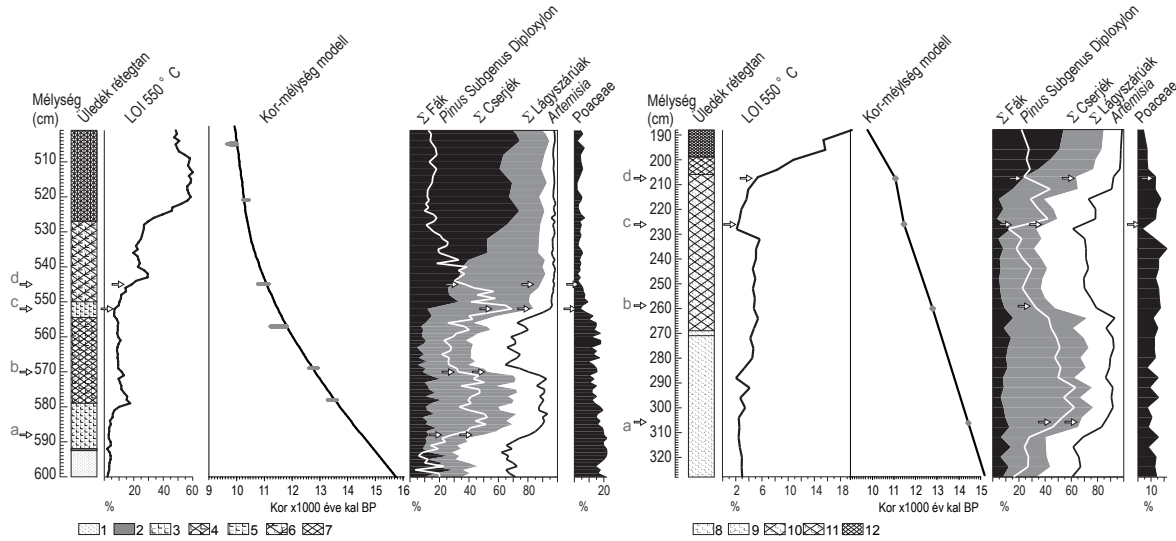 Mélység
(cm)
Üledék rétegtan
LOI 550 ° C
Kor-mélység modell
Σ Fák
Pinus Subgenus Diploxylon
Σ Cserjék
Σ Lágyszárúak
Artemisia
Poaceae
510
520
530
540
550
560
570
580
590
600
d
c
b
a
20 40 60
%
9 10 11 12 13 14 15 16
Kor x1000 éve kal BP
20 40 60 80
%
20
%
1 2 3 4 5 6 7
Mélység
(cm)
Üledék rétegtan
LOI 550 ° C
Kor-méylség modell
Σ Fák
Pinus Subgenus Diploxylon
Σ Cserjék
Σ Lágyszárúak
Artemisia
Poaceae
190
200
210
220
230
240
250
260
270
280
290
300
310
320
d
c
b
a
2 6 10 14 18
%
10 11 12 13 14 15
Kor x1000 év kal BP
20 40 60 80
%
10
%
8 9 10 11 12